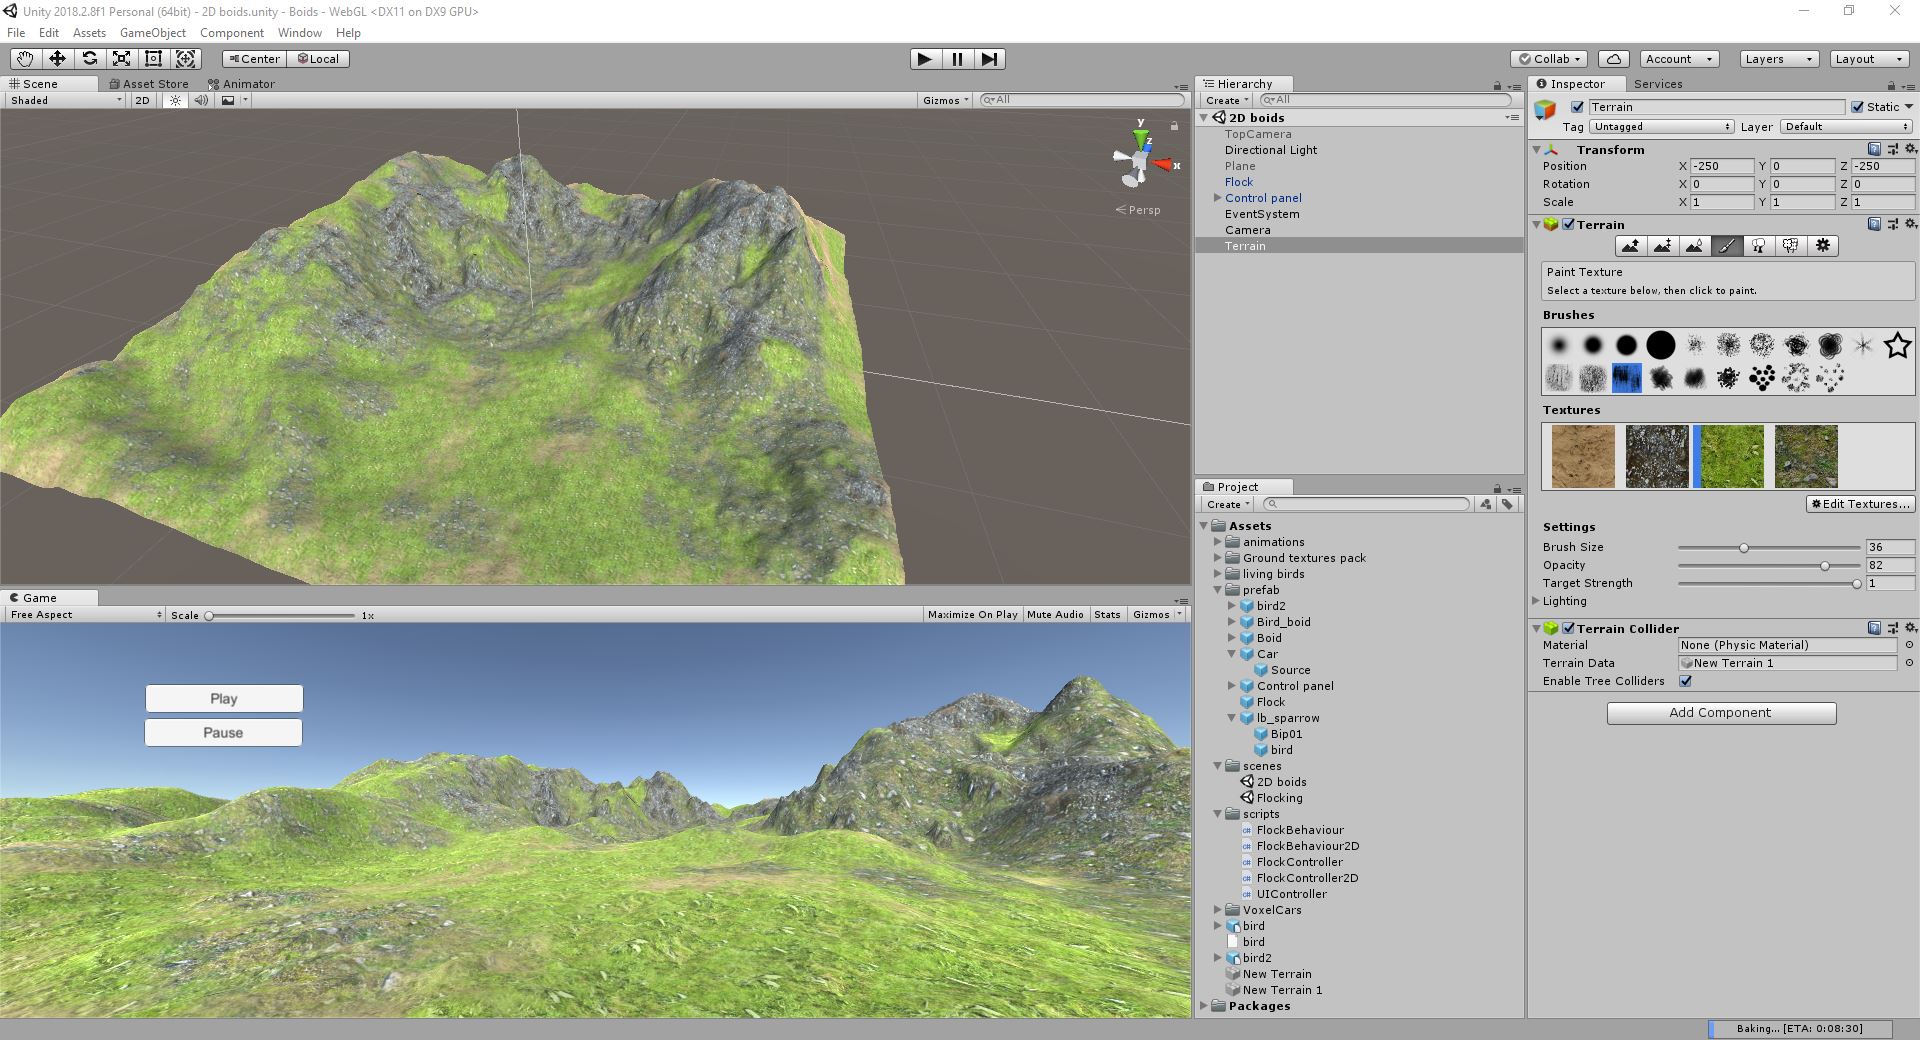 Unity 2018.2.8f1 Personal (64bit) - 2D boids.unity - Boids - WebGL <DX11 on DX9 GPU>
File Edit Assets GameObject Component Window Help
Center Local
Collab Account Layers Layout
Scene Asset Store Animator
Shaded 2D Gizmos All
y
z
x
Persp
Game
Free Aspect Scale 1x Maximize On Play Mute Audio Stats Gizmos
Play
Pause
Hierarchy
Create All
2D boids
TopCamera
Directional Light
Plane
Flock
Control panel
EventSystem
Camera
Terrain
Project
Create
Assets
animations
Ground textures pack
living birds
prefab
bird2
Bird_boid
Boid
Car
Source
Control panel
Flock
lb_sparrow
Bip01
bird
scenes
2D boids
Flocking
scripts
FlockBehaviour
FlockBehaviour2D
FlockController
FlockController2D
UIController
VoxelCars
bird
bird
bird2
New Terrain
New Terrain 1
Packages
Inspector Services
Terrain Static
Tag Untagged Layer Default
Transform
Position X -250 Y 0 Z -250
Rotation X 0 Y 0 Z 0
Scale X 1 Y 1 Z 1
Terrain
Paint Texture
Select a texture below, then click to paint.
Brushes
Textures
Edit Textures...
Settings
Brush Size 36
Opacity 82
Target Strength 1
Lighting
Terrain Collider
Material None (Physic Material)
Terrain Data New Terrain 1
Enable Tree Colliders
Add Component
Baking... [ETA: 0:08:30]